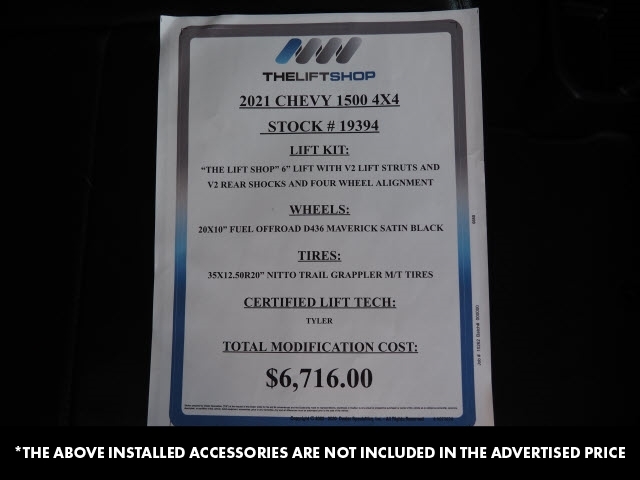 THELIFTSHOP
2021 CHEVY 1500 4X4
STOCK # 19394
LIFT KIT:
“THE LIFT SHOP” 6” LIFT WITH V2 LIFT STRUTS AND
V2 REAR SHOCKS AND FOUR WHEEL ALIGNMENT
WHEELS:
20X10” FUEL OFFROAD D436 MAVERICK SATIN BLACK
TIRES:
35X12.50R20” NITTO TRAIL GRAPPLER M/T TIRES
CERTIFIED LIFT TECH:
TYLER
TOTAL MODIFICATION COST:
$6,716.00
*THE ABOVE INSTALLED ACCESSORIES ARE NOT INCLUDED IN THE ADVERTISED PRICE